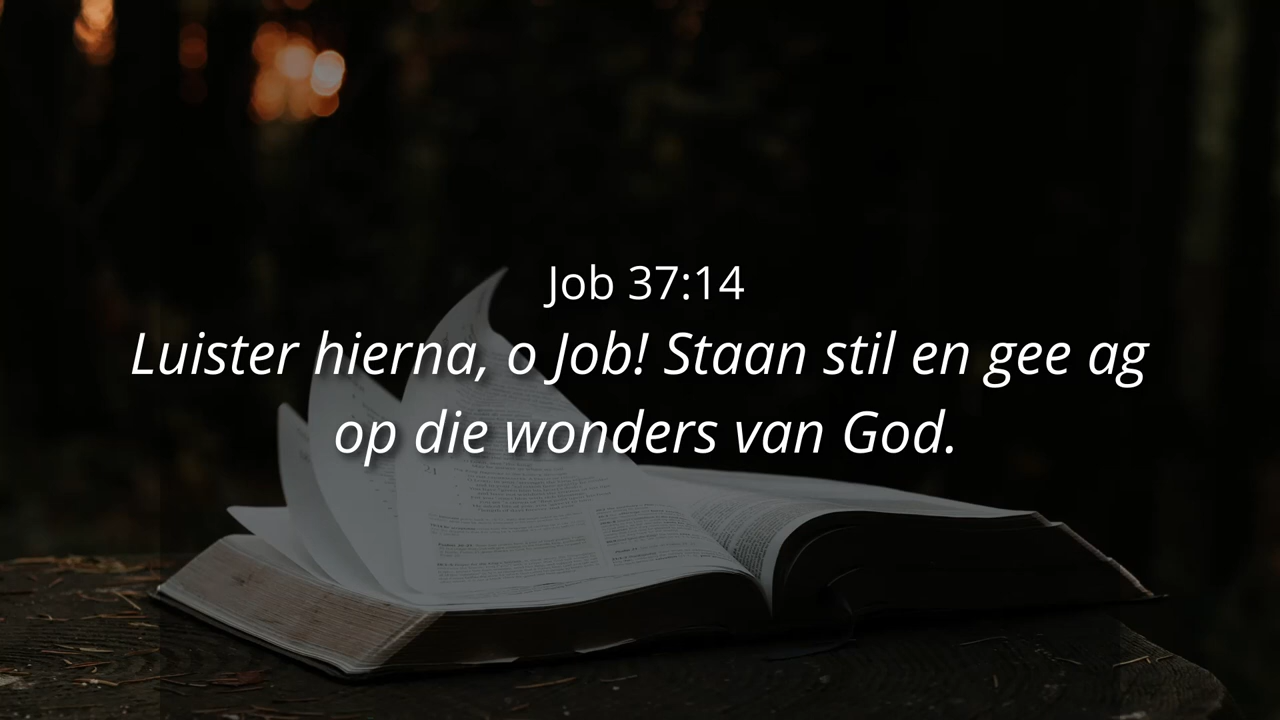 Job 37:14
Luister hierna, o Job! Staan stil en gee ag
op die wonders van God.